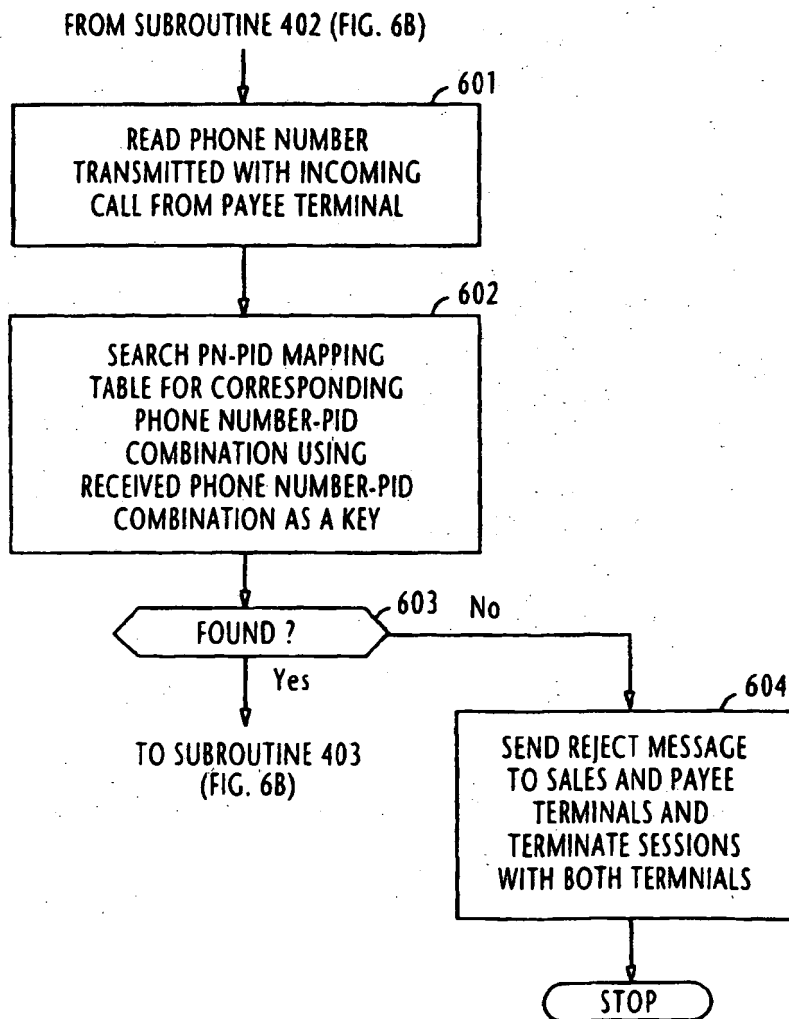 FROM SUBROUTINE 402 (FIG. 6B)
601
READ PHONE NUMBER
TRANSMITTED WITH INCOMING
CALL FROM PAYEE TERMINAL
602
SEARCH PN-PID MAPPING
TABLE FOR CORRESPONDING
PHONE NUMBER-PID
COMBINATION USING
RECEIVED PHONE NUMBER-PID
COMBINATION AS A KEY
603
No
FOUND ?
Yes
TO SUBROUTINE 403
(FIG. 6B)
604
SEND REJECT MESSAGE
TO SALES AND PAYEE
TERMINALS AND
TERMINATE SESSIONS
WITH BOTH TERMNIALS
STOP